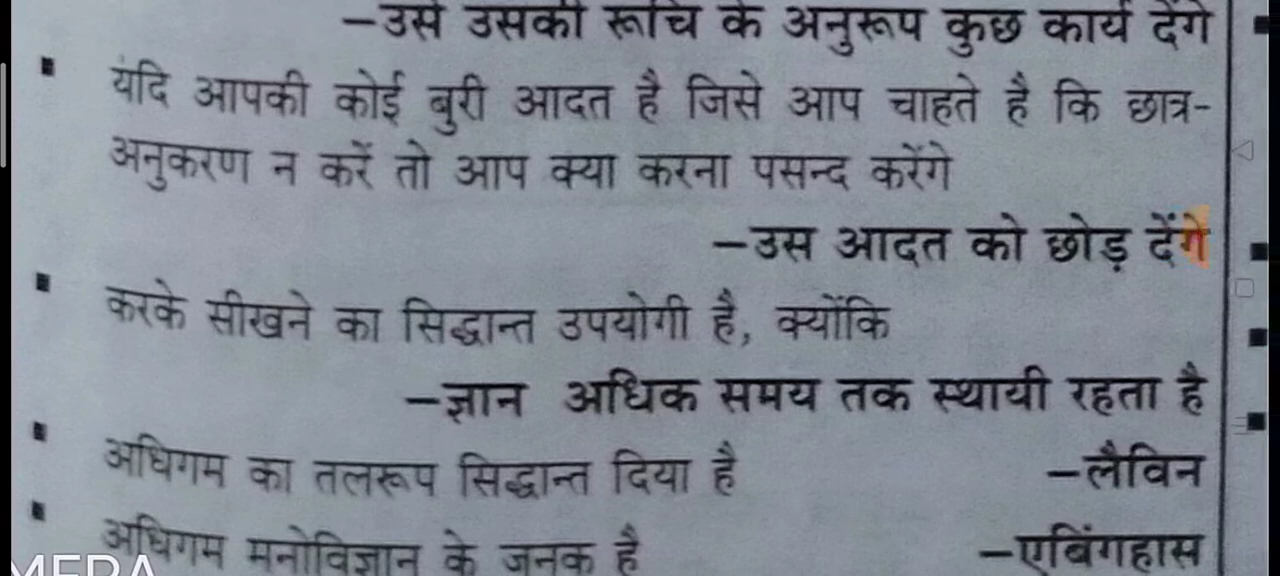 –उसे उसकी रूचि के अनुरूप कुछ कार्य देंगे
▪ यदि आपकी कोई बुरी आदत है जिसे आप चाहते है कि छात्र-
अनुकरण न करें तो आप क्या करना पसन्द करेंगे
–उस आदत को छोड़ देंगे
▪ करके सीखने का सिद्धान्त उपयोगी है, क्योंकि
–ज्ञान अधिक समय तक स्थायी रहता है
▪ अधिगम का तलरूप सिद्धान्त दिया है –लैविन
▪ अधिगम मनोविज्ञान के जनक है –एबिंगहास